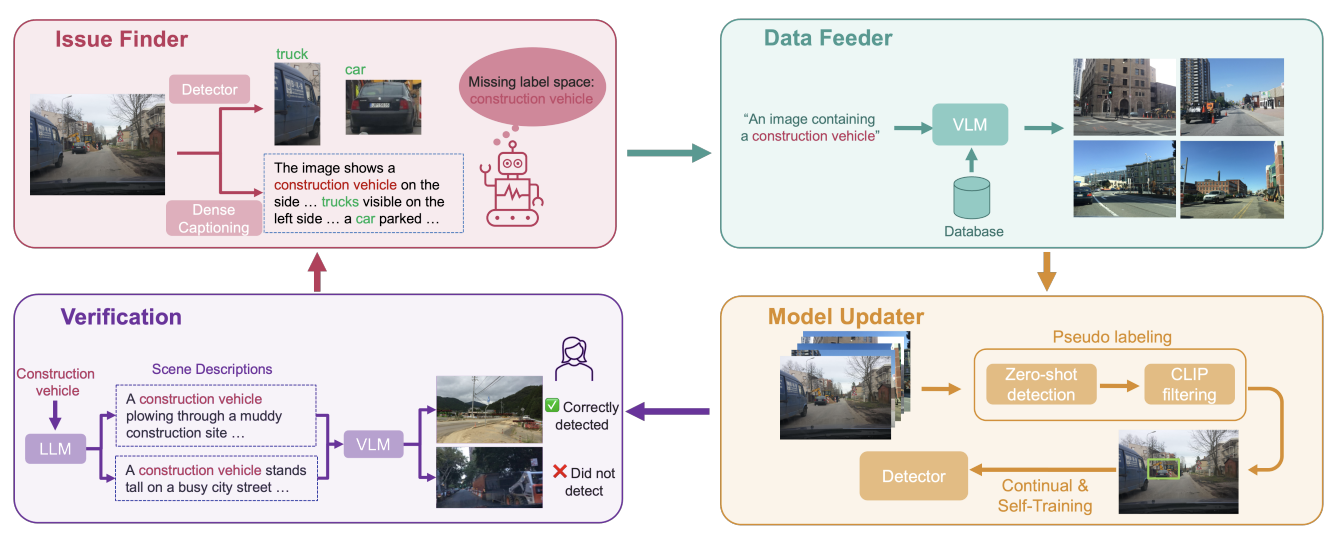 Issue Finder
truck
car
Detector
Missing label space:
construction vehicle
The image shows a
construction vehicle on the
side … trucks visible on the
left side … a car parked …
Dense
Captioning
Data Feeder
“An image containing
a construction vehicle”
VLM
Database
Verification
Construction
vehicle
LLM
Scene Descriptions
A construction vehicle
plowing through a muddy
construction site …
A construction vehicle stands
tall on a busy city street …
VLM
Correctly
detected
Did not
detect
Model Updater
Pseudo labeling
Zero-shot
detection
CLIP
filtering
Detector
Continual &
Self-Training